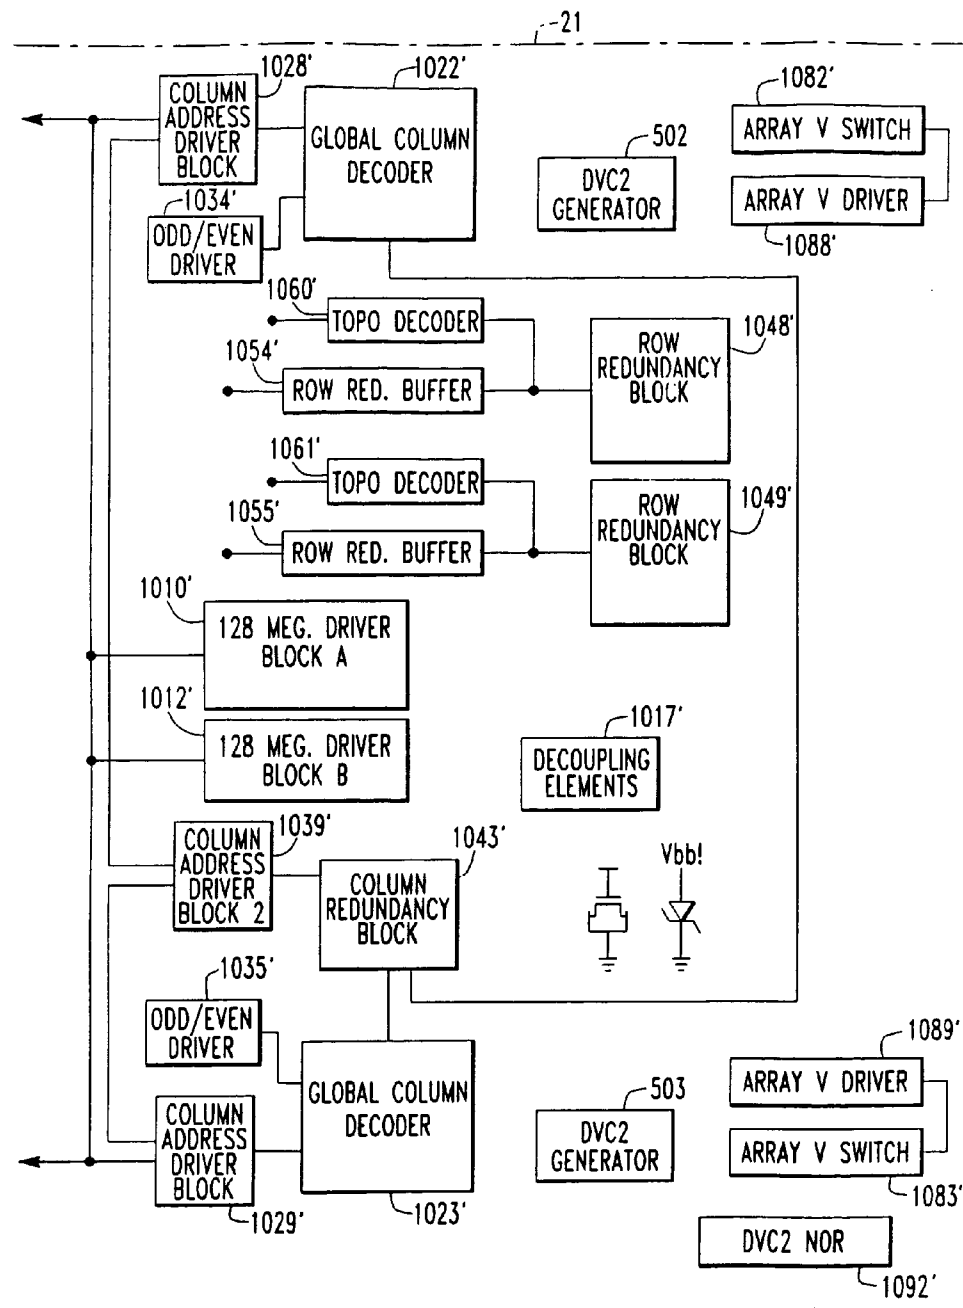 21
1028'
1022'
1082'
COLUMN
ADDRESS
DRIVER
BLOCK
GLOBAL COLUMN
DECODER
502
ARRAY V SWITCH
DVC2
GENERATOR
ARRAY V DRIVER
1034'
1088'
ODD/EVEN
DRIVER
1060'
TOPO DECODER
1048'
ROW
REDUNDANCY
BLOCK
1054'
ROW RED. BUFFER
1061'
TOPO DECODER
1049'
ROW
REDUNDANCY
BLOCK
1055'
ROW RED. BUFFER
1010'
128 MEG. DRIVER
BLOCK A
1012'
128 MEG. DRIVER
BLOCK B
1017'
DECOUPLING
ELEMENTS
1039'
COLUMN
ADDRESS
DRIVER
BLOCK 2
1043'
COLUMN
REDUNDANCY
BLOCK
Vbb!
1035'
ODD/EVEN
DRIVER
1089'
ARRAY V DRIVER
GLOBAL COLUMN
DECODER
503
COLUMN
ADDRESS
DRIVER
BLOCK
DVC2
GENERATOR
ARRAY V SWITCH
1083'
1029'
1023'
DVC2 NOR
1092'